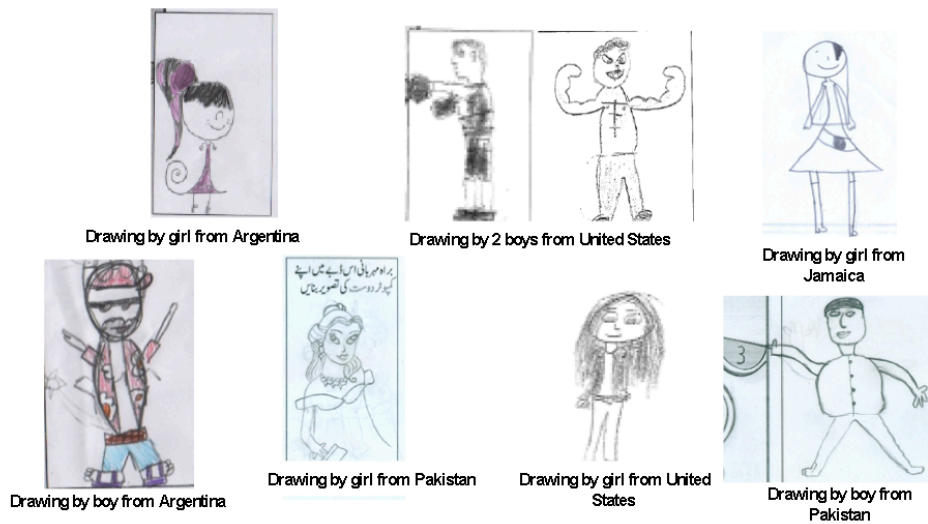 Drawing by girl from Argentina
Drawing by 2 boys from United States
Drawing by girl from
Jamaica
براہ مہربانی اس ڈبے میں اپنے
کمپیوٹر دوست کی تصویر بنائیں
3
Drawing by boy from Argentina
Drawing by girl from Pakistan
Drawing by girl from United
States
Drawing by boy from
Pakistan